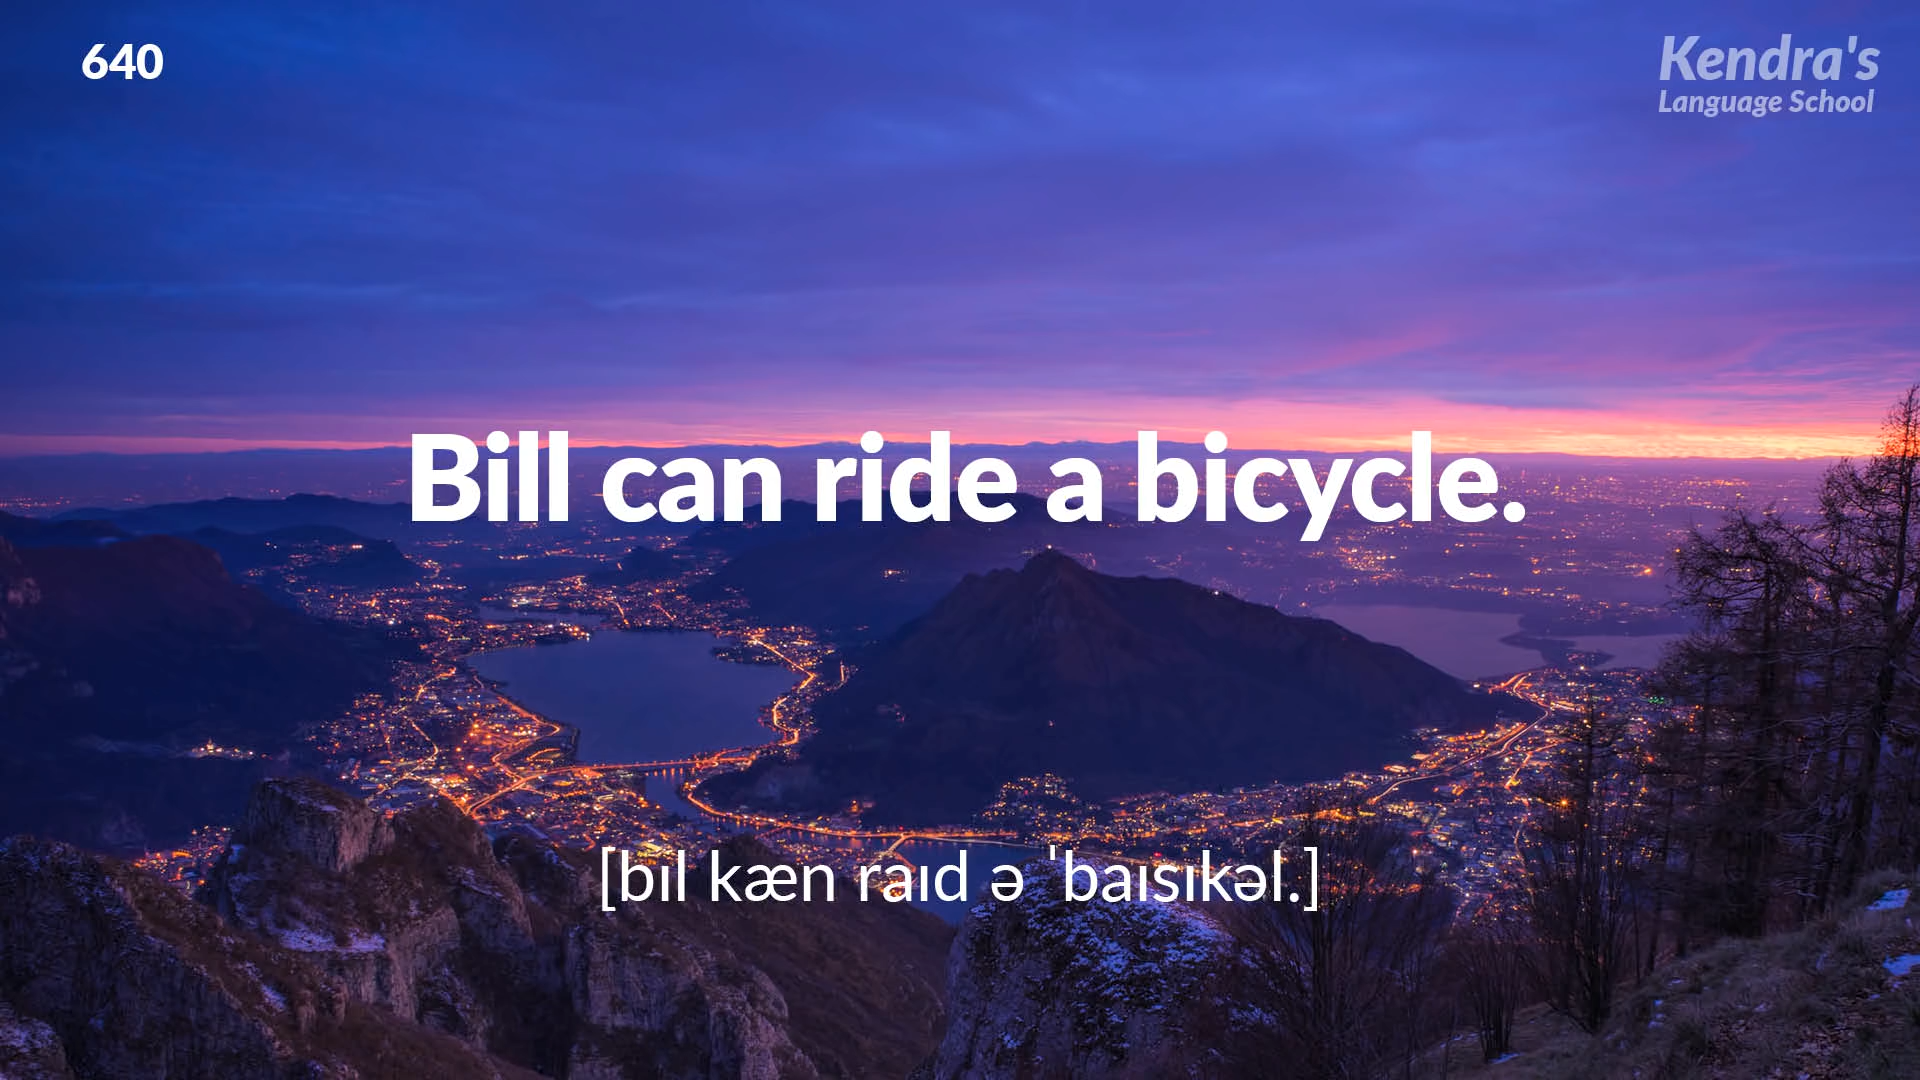 640
Kendra's
Language School
Bill can ride a bicycle.
[bɪl kæn raɪd ə ˈbaɪsɪkəl.]